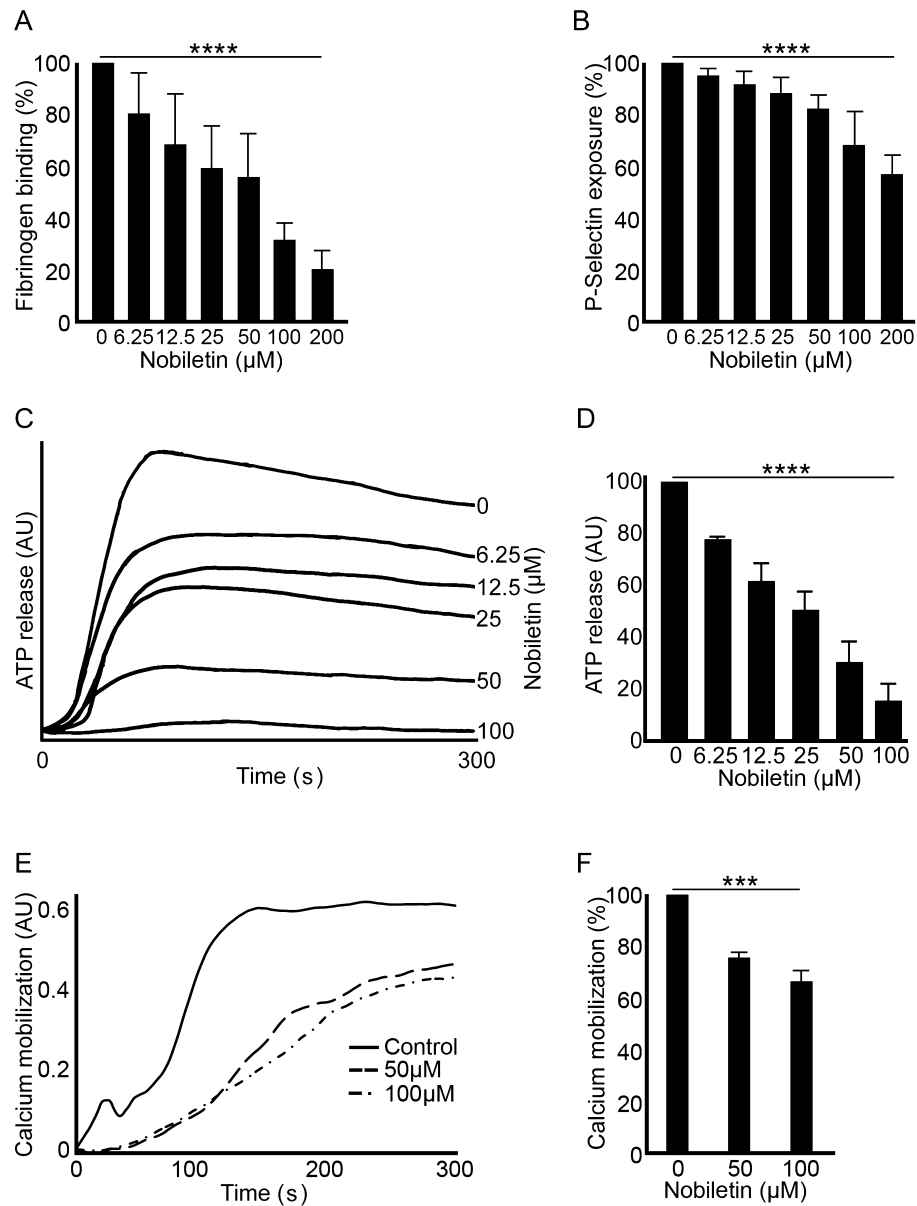 A
****
Fibrinogen binding (%)
100
80
60
40
20
0
0 6.25 12.5 25 50 100 200
Nobiletin (µM)
B
****
P-Selectin exposure (%)
100
80
60
40
20
0
0 6.25 12.5 25 50 100 200
Nobiletin (µM)
C
ATP release (AU)
0
6.25
12.5
25
50
100
Nobiletin (µM)
0 300
Time (s)
D
****
ATP release (AU)
100
80
60
40
20
0
0 6.25 12.5 25 50 100
Nobiletin (µM)
E
Calcium mobilization (AU)
0.6
0.4
0.2
0
Control
50µM
100µM
0 100 200 300
Time (s)
F
***
Calcium mobilization (%)
100
80
60
40
20
0
0 50 100
Nobiletin (µM)